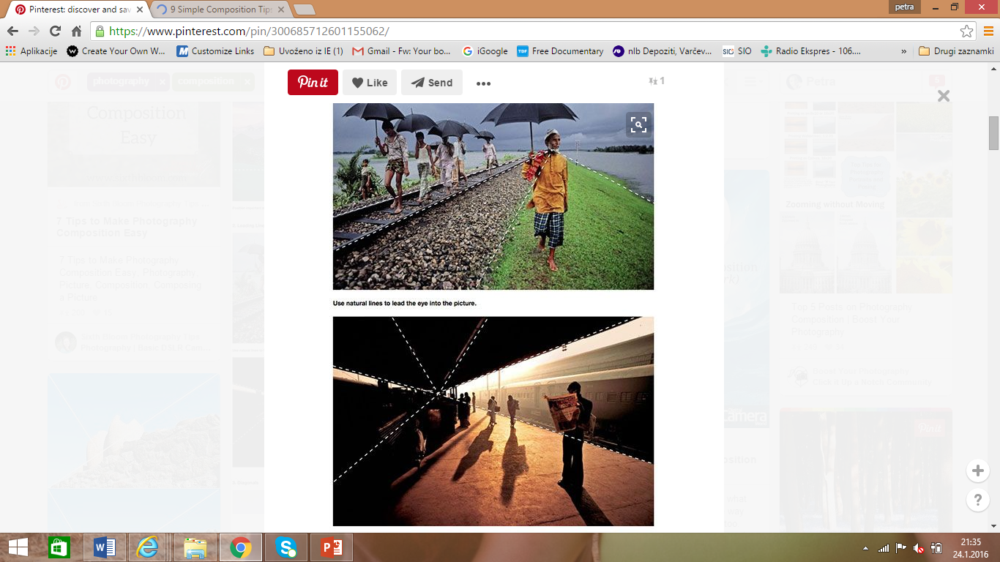 Pinterest: discover and sav
9 Simple Composition Tips
petra
https://www.pinterest.com/pin/300685712601155062/
Aplikacije
Create Your Own W...
Customize Links
Uvoženo iz IE (1)
Gmail - Fw: Your bo...
iGoogle
Free Documentary
nlb Depoziti, Varčev...
SIO
Radio Ekspres - 106....
»
Drugi zaznamki
photography
composition
Petra
Pin it
Like
Send
1
Composition
Easy
7 Tips to Make Photography
Composition Easy
7 Tips to Make Photography
Composition Easy. Photography
Picture Composition: Composing
a Picture
Use natural lines to lead the eye into the picture.
Zooming without Moving
Top 5 Posts on Photography
Composition | Boost Your
Photography
Camera
?
21:35
24.1.2016